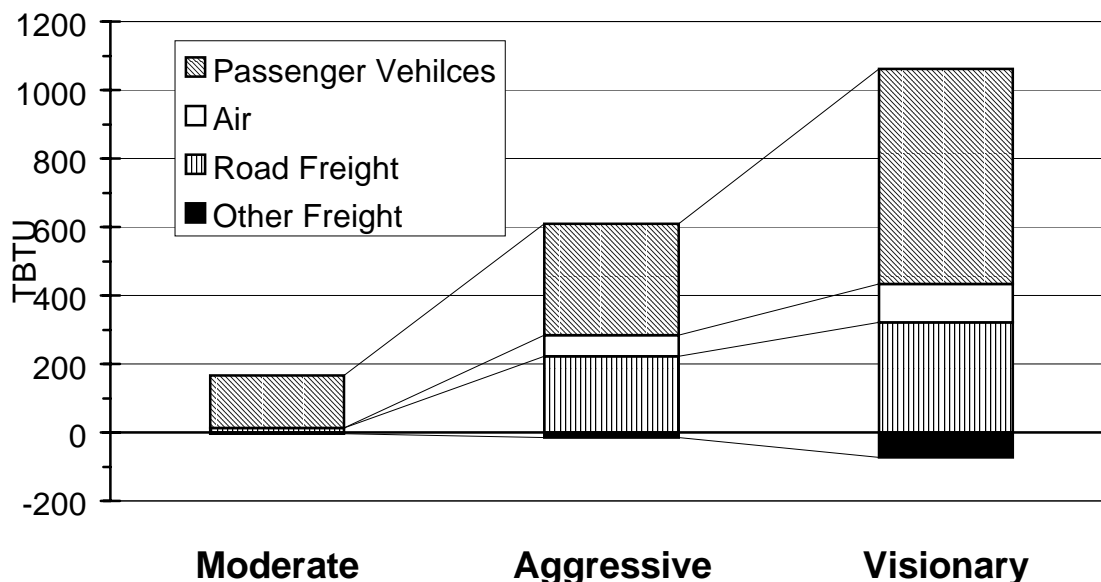 1200
1000
800
600
400
200
0
-200
TBTU
Passenger Vehilces
Air
Road Freight
Other Freight
Moderate Aggressive Visionary